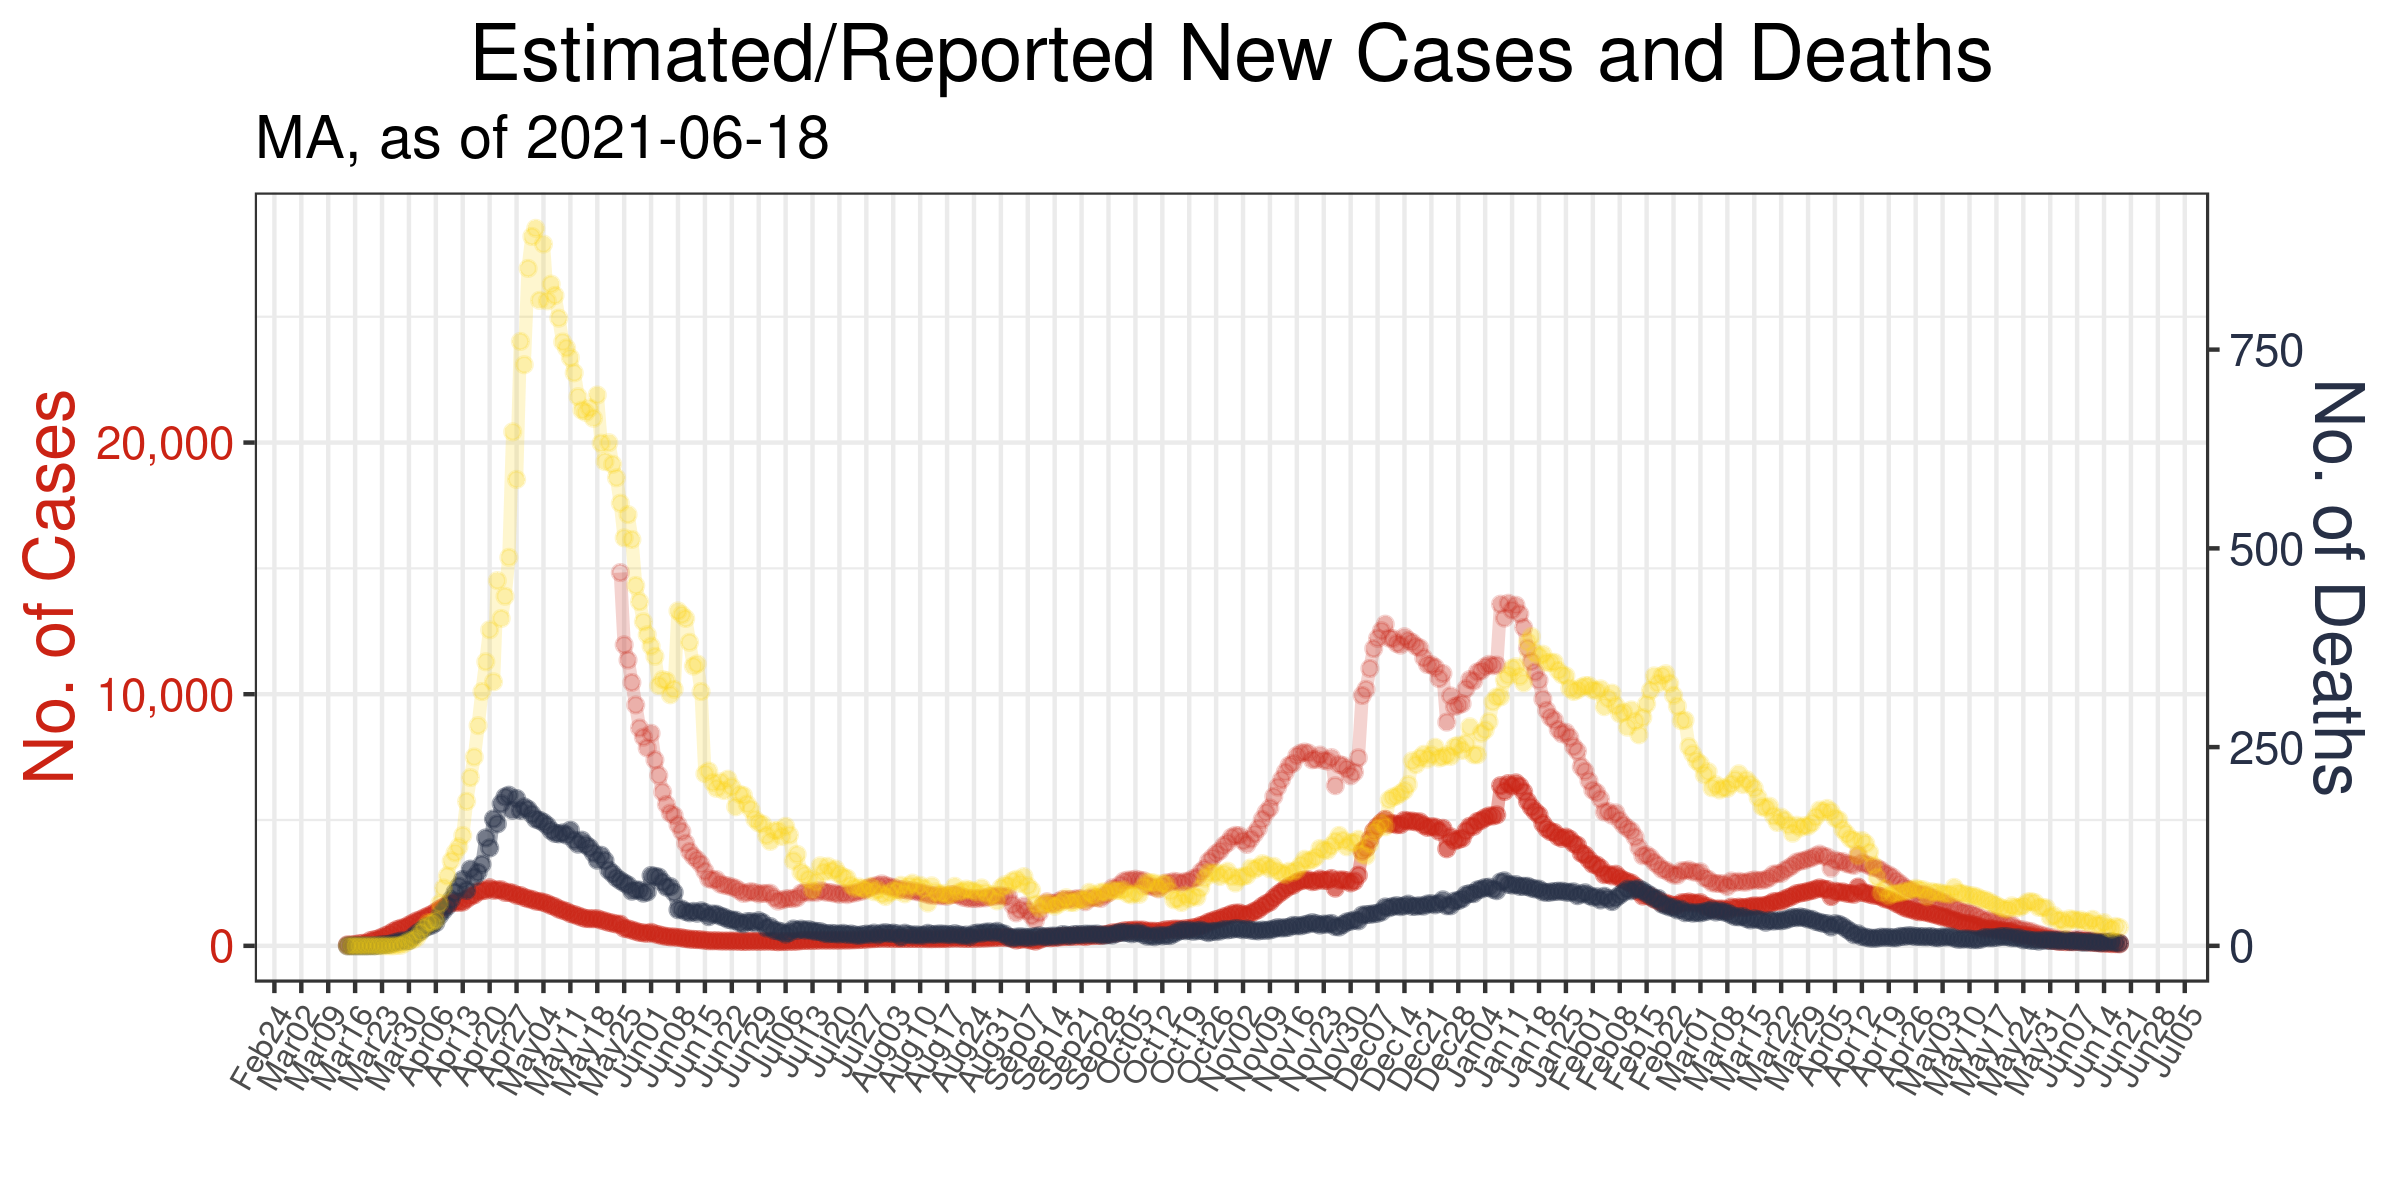 Estimated/Reported New Cases and Deaths
MA, as of 2021-06-18
No. of Cases
20,000
10,000
0
750
500
250
0
No. of Deaths
Feb24
Mar02
Mar09
Mar16
Mar23
Mar30
Apr06
Apr13
Apr20
Apr27
May04
May11
May18
May25
Jun01
Jun08
Jun15
Jun22
Jun29
Jul06
Jul13
Jul20
Jul27
Aug03
Aug10
Aug17
Aug24
Aug31
Sep07
Sep14
Sep21
Sep28
Oct05
Oct12
Oct19
Oct26
Nov02
Nov09
Nov16
Nov23
Nov30
Dec07
Dec14
Dec21
Dec28
Jan04
Jan11
Jan18
Jan25
Feb01
Feb08
Feb15
Feb22
Mar01
Mar08
Mar15
Mar22
Mar29
Apr05
Apr12
Apr19
Apr26
May03
May10
May17
May24
May31
Jun07
Jun14
Jun21
Jun28
Jul05